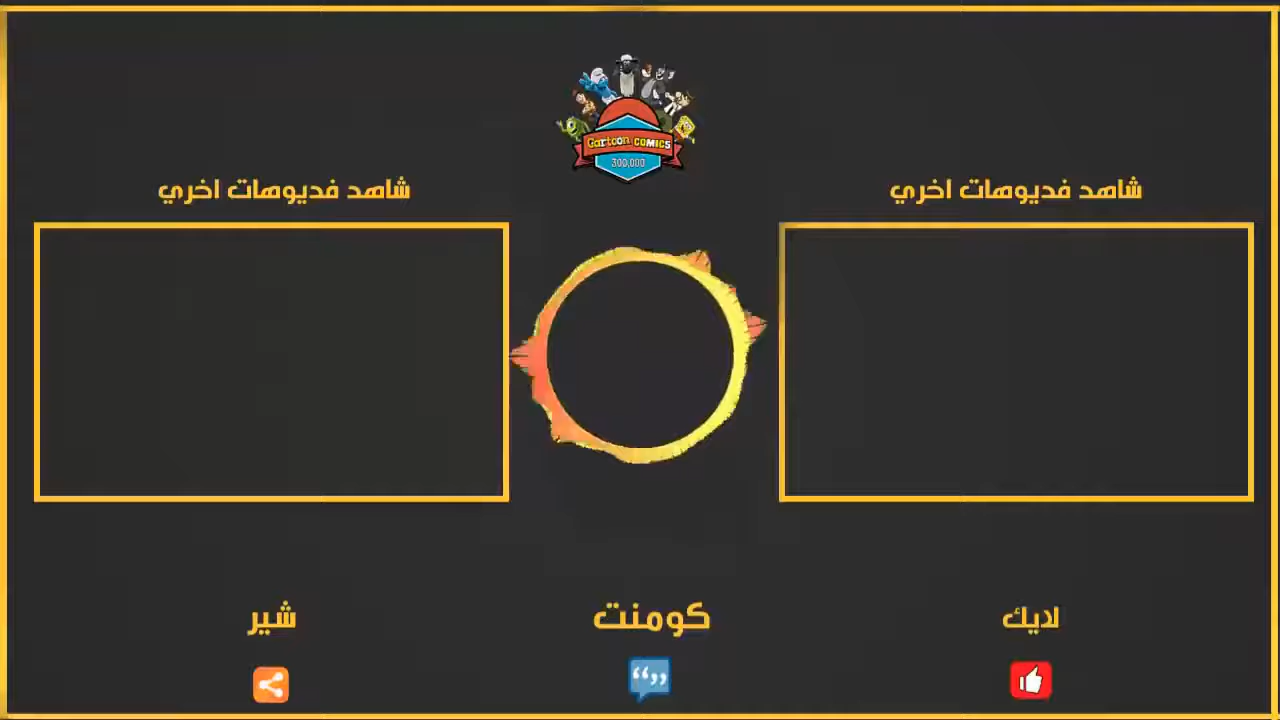 Cartoon COMICS
300,000
شاهد فديوهات اخري
شاهد فديوهات اخري
لايك
كومنت
شير